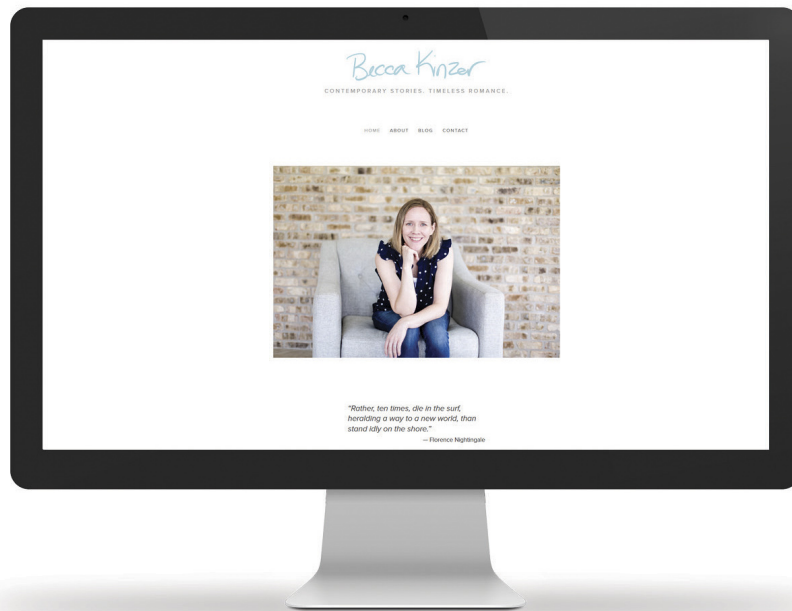 Becca Kinzer
CONTEMPORARY STORIES. TIMELESS ROMANCE.
HOME ABOUT BLOG CONTACT
"Rather, ten times, die in the surf,
heralding a way to a new world, than
stand idly on the shore."
— Florence Nightingale